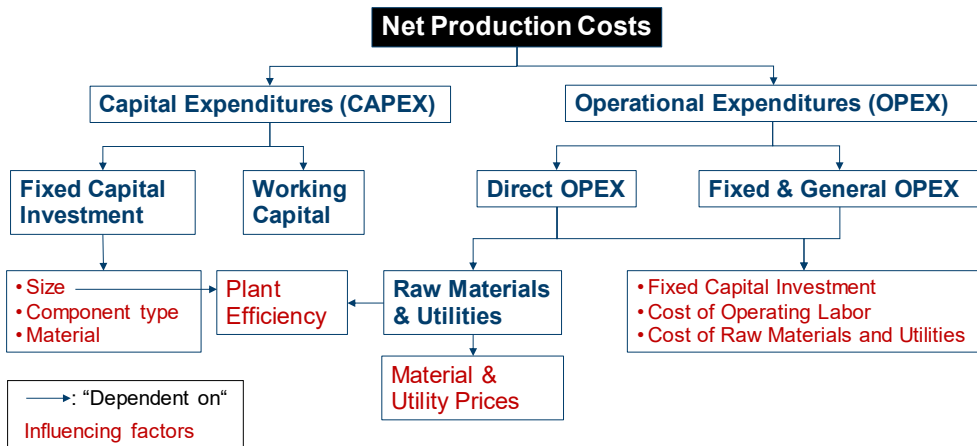 Net Production Costs
Capital Expenditures (CAPEX)
Operational Expenditures (OPEX)
Fixed Capital
Investment
Working
Capital
Direct OPEX
Fixed & General OPEX
• Size
• Component type
• Material
Plant
Efficiency
Raw Materials
& Utilities
• Fixed Capital Investment
• Cost of Operating Labor
• Cost of Raw Materials and Utilities
Material &
Utility Prices
: “Dependent on“
Influencing factors